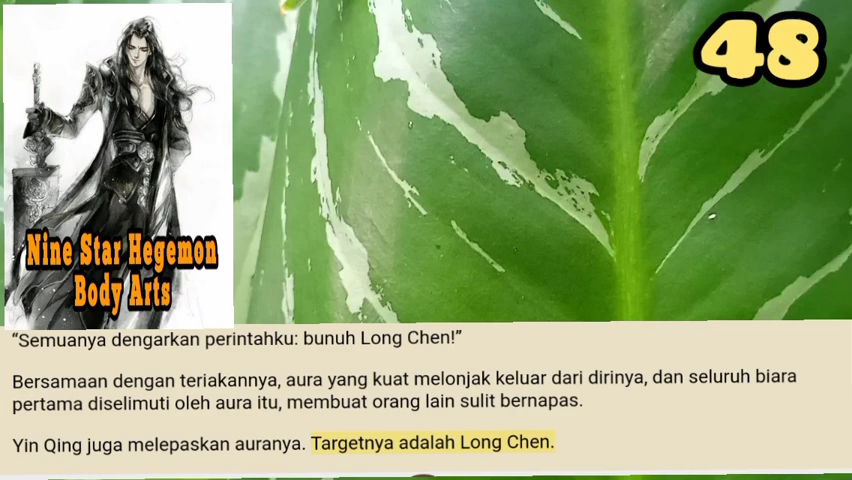 48
Nine Star Hegemon
Body Arts
“Semuanya dengarkan perintahku: bunuh Long Chen!”
Bersamaan dengan teriakannya, aura yang kuat melonjak keluar dari dirinya, dan seluruh biara
pertama diselimuti oleh aura itu, membuat orang lain sulit bernapas.
Yin Qing juga melepaskan auranya. Targetnya adalah Long Chen.